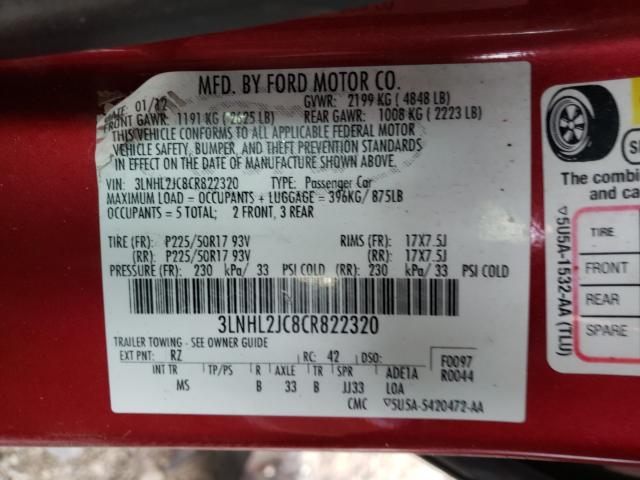 MFD. BY FORD MOTOR CO.
DATE: 01/12 GVWR: 2199 KG ( 4848 LB)
FRONT GAWR: 1191 KG ( 2625 LB) REAR GAWR: 1008 KG ( 2223 LB)
THIS VEHICLE CONFORMS TO ALL APPLICABLE FEDERAL MOTOR
VEHICLE SAFETY, BUMPER, AND THEFT PREVENTION STANDARDS
IN EFFECT ON THE DATE OF MANUFACTURE SHOWN ABOVE.
VIN: 3LNHL2JC8CR822320 TYPE: Passenger Car
MAXIMUM LOAD = OCCUPANTS + LUGGAGE = 396KG/ 875LB
OCCUPANTS = 5 TOTAL; 2 FRONT, 3 REAR
TIRE (FR): P225/50R17 93V RIMS (FR): 17X7.5J
(RR): P225/50R17 93V (RR): 17X7.5J
PRESSURE (FR): 230 kPa/ 33 PSI COLD (RR): 230 kPa/ 33 PSI COLD
3LNHL2JC8CR822320
TRAILER TOWING - SEE OWNER GUIDE
EXT PNT: RZ RC: 42 DSO: F0097
R0044
INT TR TP/PS R AXLE TR SPR ADE1A
MS B 33 B JJ33 LOA
CMC ▽5U5A-5420472-AA
The combin
and ca
TIRE
FRONT
REAR
SPARE
▽5U5A-1532-AA (TLU)